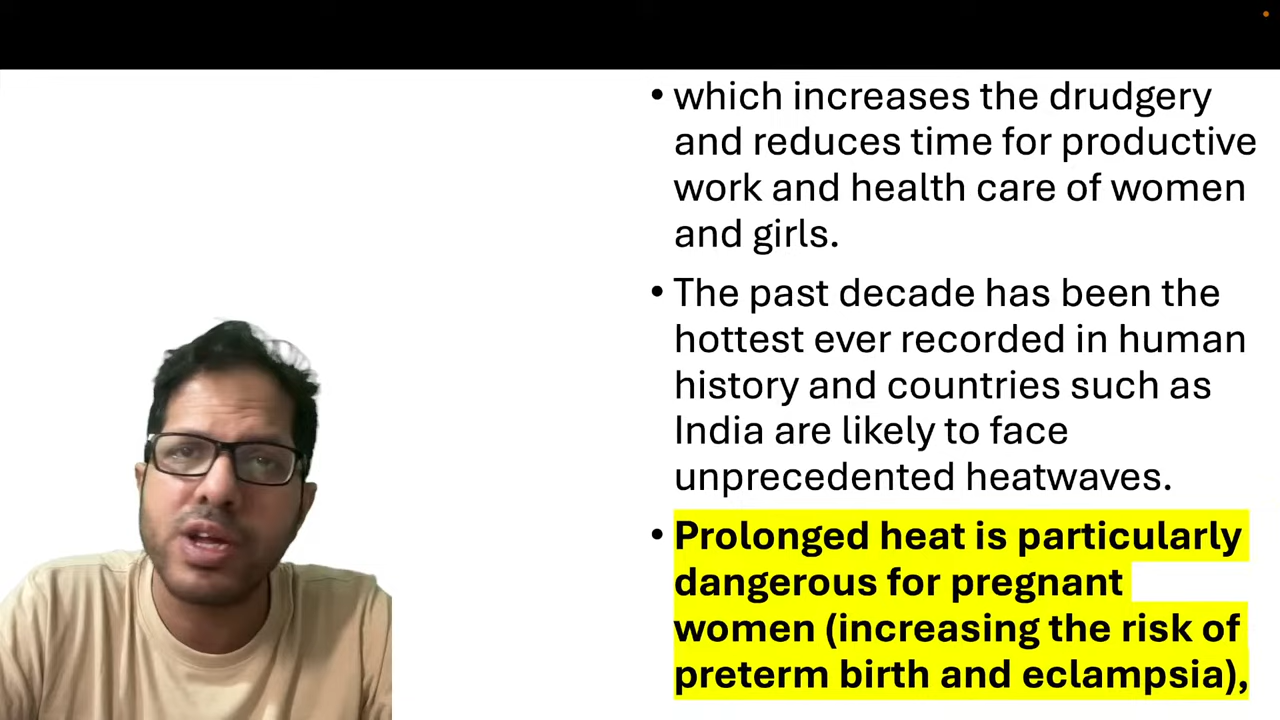 • which increases the drudgery
and reduces time for productive
work and health care of women
and girls.
• The past decade has been the
hottest ever recorded in human
history and countries such as
India are likely to face
unprecedented heatwaves.
• Prolonged heat is particularly
dangerous for pregnant
women (increasing the risk of
preterm birth and eclampsia),